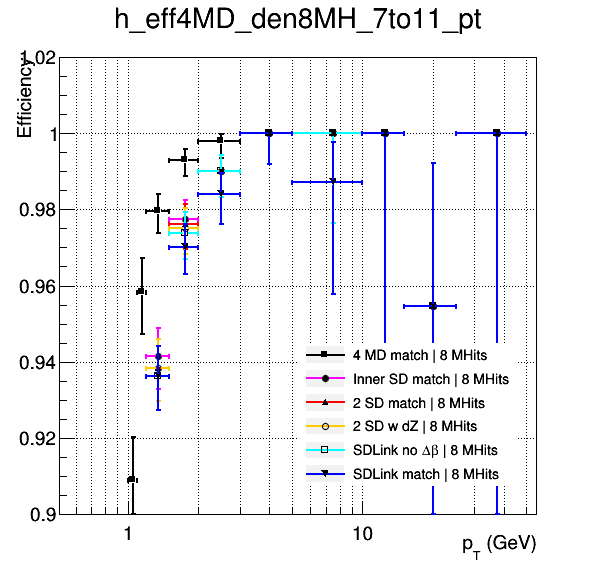 h_eff4MD_den8MH_7to11_pt
Efficiency
1.02
1
0.98
0.96
0.94
0.92
0.9
4 MD match | 8 MHits
Inner SD match | 8 MHits
2 SD match | 8 MHits
2 SD w dZ | 8 MHits
SDLink no Δβ | 8 MHits
SDLink match | 8 MHits
1
10
p_T (GeV)